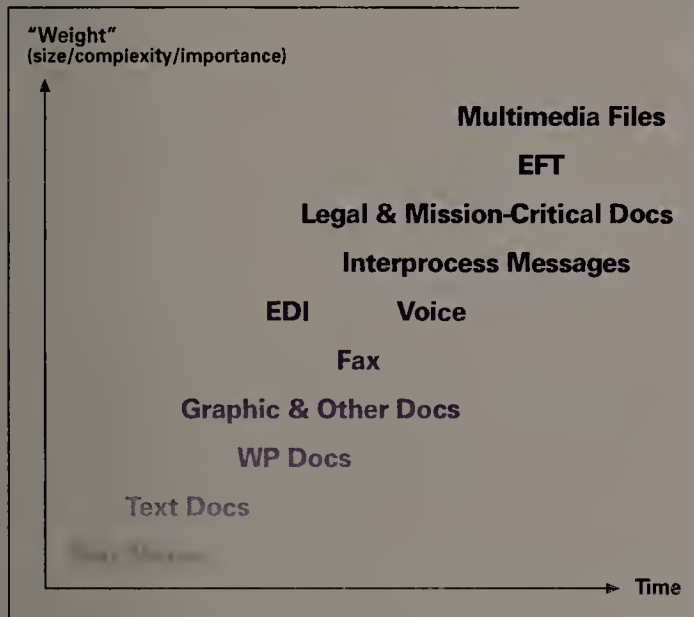 “Weight”
(size/complexity/importance)
Multimedia Files
EFT
Legal & Mission-Critical Docs
Interprocess Messages
EDI Voice
Fax
Graphic & Other Docs
WP Docs
Text Docs
Time